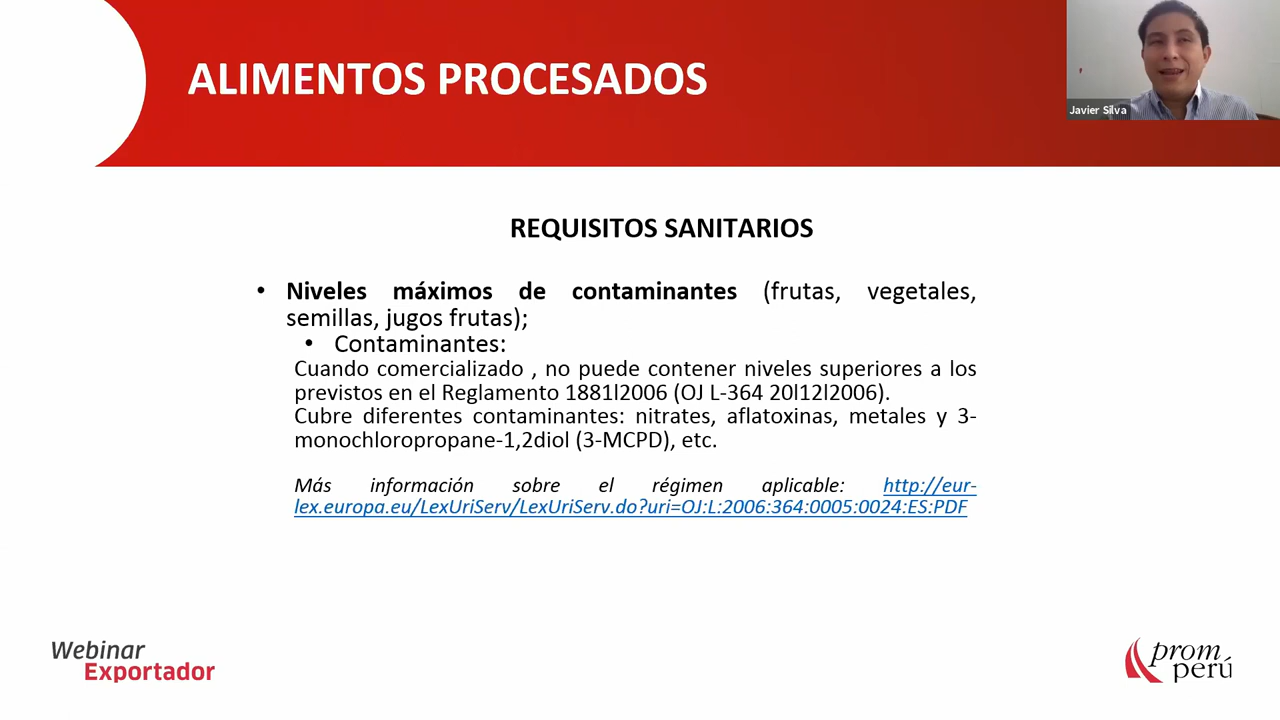 ALIMENTOS PROCESADOS
Javier Silva
REQUISITOS SANITARIOS
• Niveles máximos de contaminantes (frutas, vegetales,
semillas, jugos frutas);
• Contaminantes:
Cuando comercializado , no puede contener niveles superiores a los
previstos en el Reglamento 1881l2006 (OJ L-364 20l12l2006).
Cubre diferentes contaminantes: nitrates, aflatoxinas, metales y 3-
monochloropropane-1,2diol (3-MCPD), etc.
Más información sobre el régimen aplicable: http://eur-
lex.europa.eu/LexUriServ/LexUriServ.do?uri=OJ:L:2006:364:0005:0024:ES:PDF
Webinar
Exportador
prom
perú